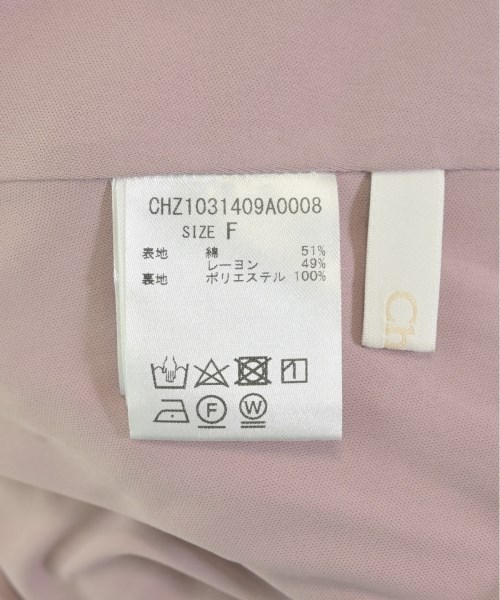 CHZ1031409A0008
SIZE F
表地 綿 51%
レーヨン 49%
裏地 ポリエステル 100%
F W
Ch